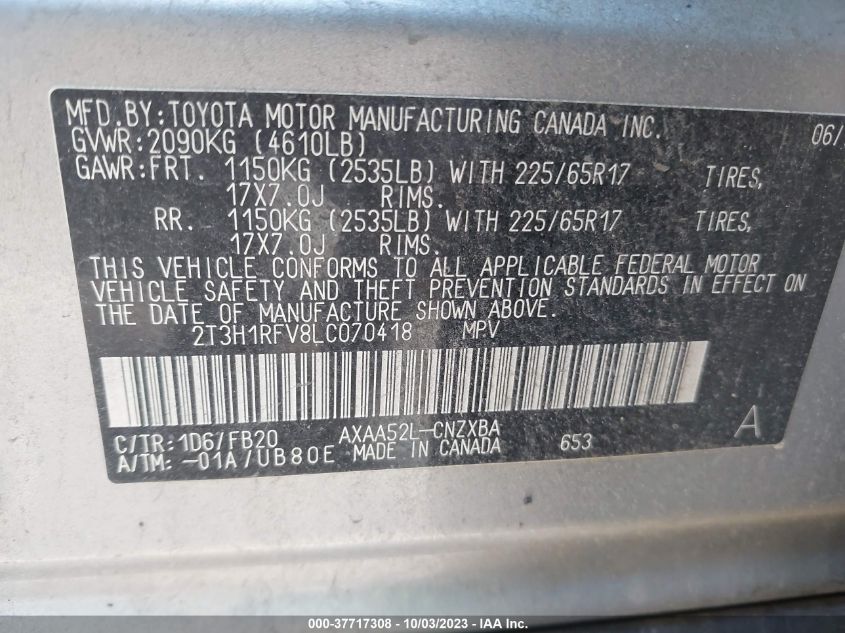 MFD.BY:TOYOTA MOTOR MANUFACTURING CANADA INC. 06/
GVWR:2090KG (4610LB)
GAWR:FRT. 1150KG (2535LB) WITH 225/65R17 TIRES,
17X7.0J RIMS.
RR. 1150KG (2535LB) WITH 225/65R17 TIRES,
17X7.0J RIMS.
THIS VEHICLE CONFORMS TO ALL APPLICABLE FEDERAL MOTOR
VEHICLE SAFETY AND THEFT PREVENTION STANDARDS IN EFFECT ON
THE DATE OF MANUFACTURE SHOWN ABOVE.
2T3H1RFV8LC070418 MPV
C/TR:1D6/FB20 AXAA52L-CNZXBA A
A/TM:-01A/UB80E MADE IN CANADA 653
000-37717308 - 10/03/2023 - IAA Inc.